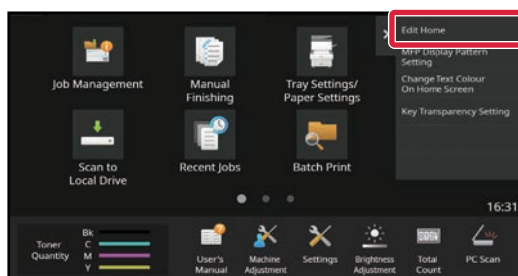 Edit Home
MFP Display Pattern
Setting
Change Text Colour
On Home Screen
Key Transparency Setting
Job Management
Manual
Finishing
Tray Settings/
Paper Settings
Scan to
Local Drive
Recent Jobs
Batch Print
16:31
Toner
Quantity
Bk
C
M
Y
User's
Manual
Machine
Adjustment
Settings
Brightness
Adjustment
Total
Count
PC Scan